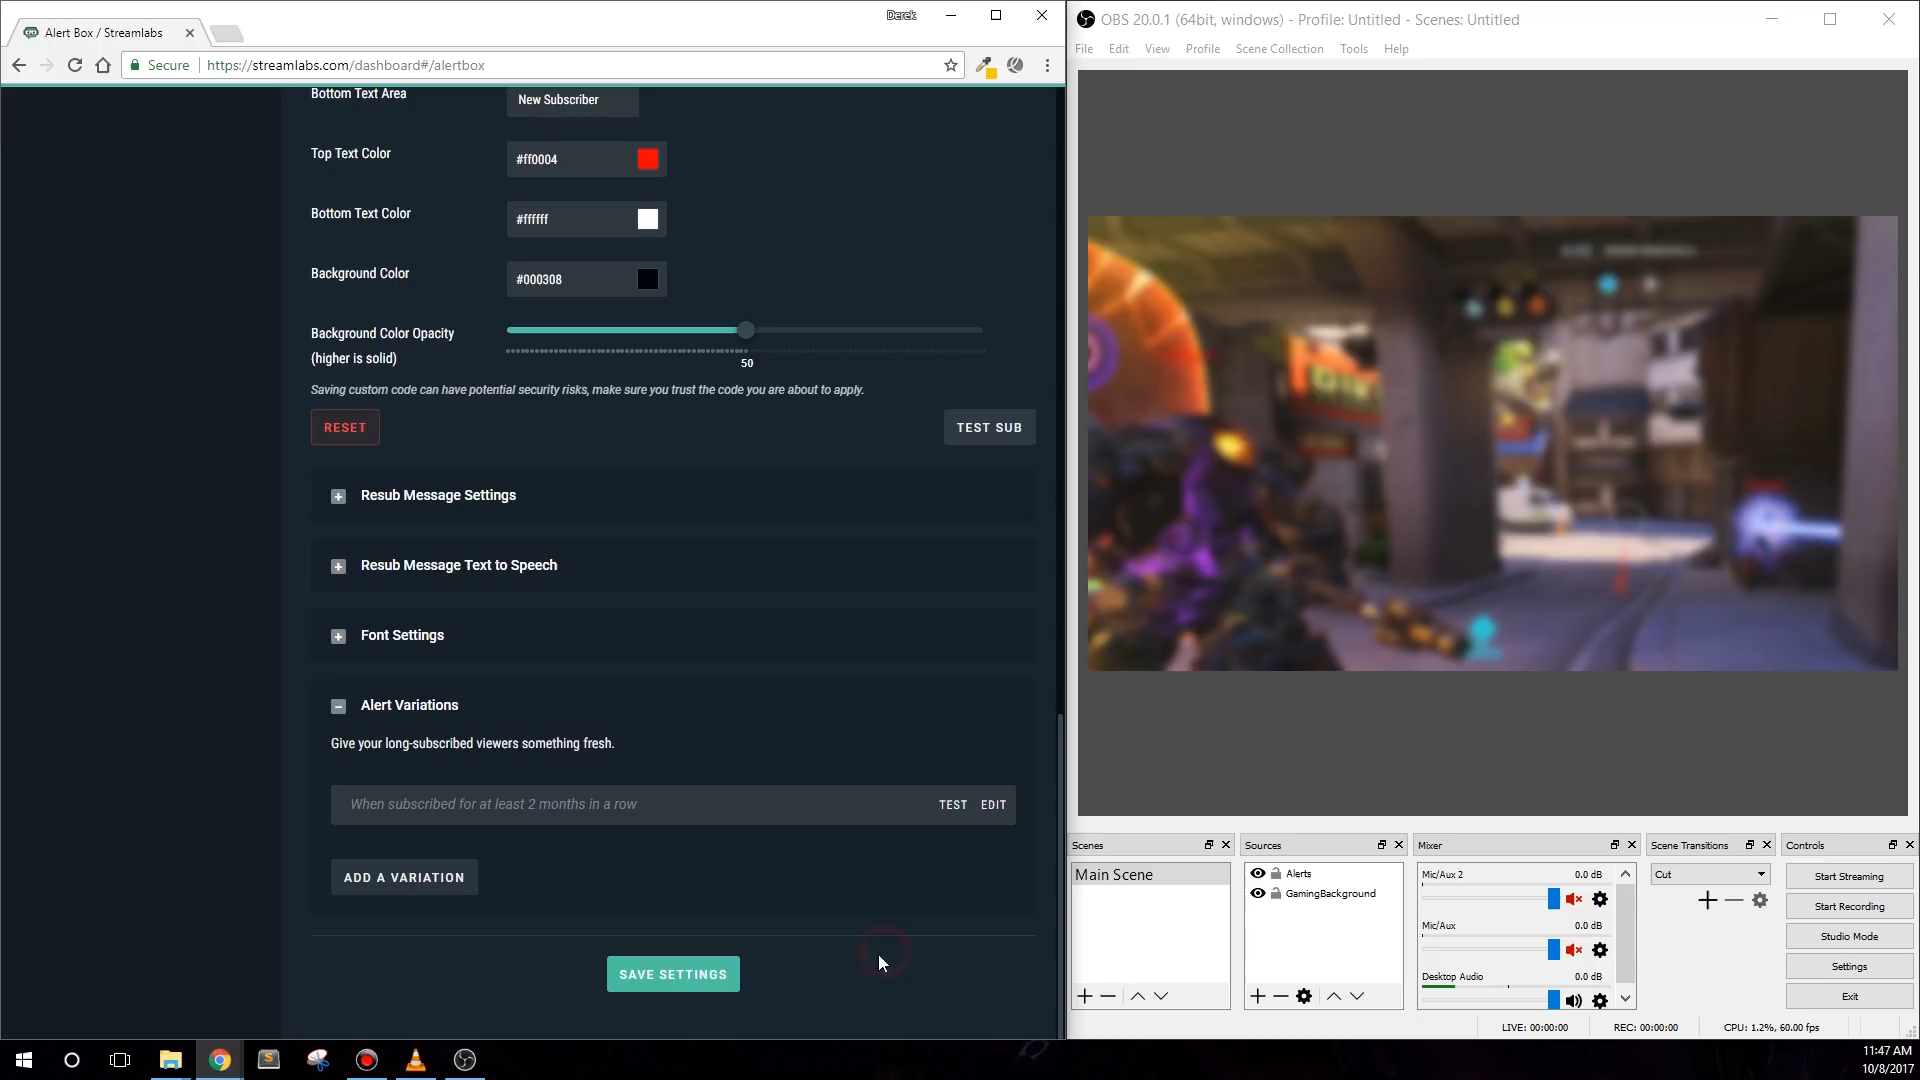 Derek
Alert Box / Streamlabs
Secure
https://streamlabs.com/dashboard#/alertbox
Bottom Text Area
New Subscriber
Top Text Color
#ff0004
Bottom Text Color
#ffffff
Background Color
#000308
Background Color Opacity
(higher is solid)
50
Saving custom code can have potential security risks, make sure you trust the code you are about to apply.
RESET
TEST SUB
Resub Message Settings
Resub Message Text to Speech
Font Settings
Alert Variations
Give your long-subscribed viewers something fresh.
When subscribed for at least 2 months in a row
TEST
EDIT
ADD A VARIATION
SAVE SETTINGS
OBS 20.0.1 (64bit, windows) - Profile: Untitled - Scenes: Untitled
File
Edit
View
Profile
Scene Collection
Tools
Help
Scenes
Main Scene
Sources
Alerts
GamingBackground
Mixer
Mic/Aux 2
0.0 dB
Mic/Aux
0.0 dB
Desktop Audio
0.0 dB
Scene Transitions
Cut
Controls
Start Streaming
Start Recording
Studio Mode
Settings
Exit
LIVE: 00:00:00
REC: 00:00:00
CPU: 1.2%, 60.00 fps
11:47 AM
10/8/2017